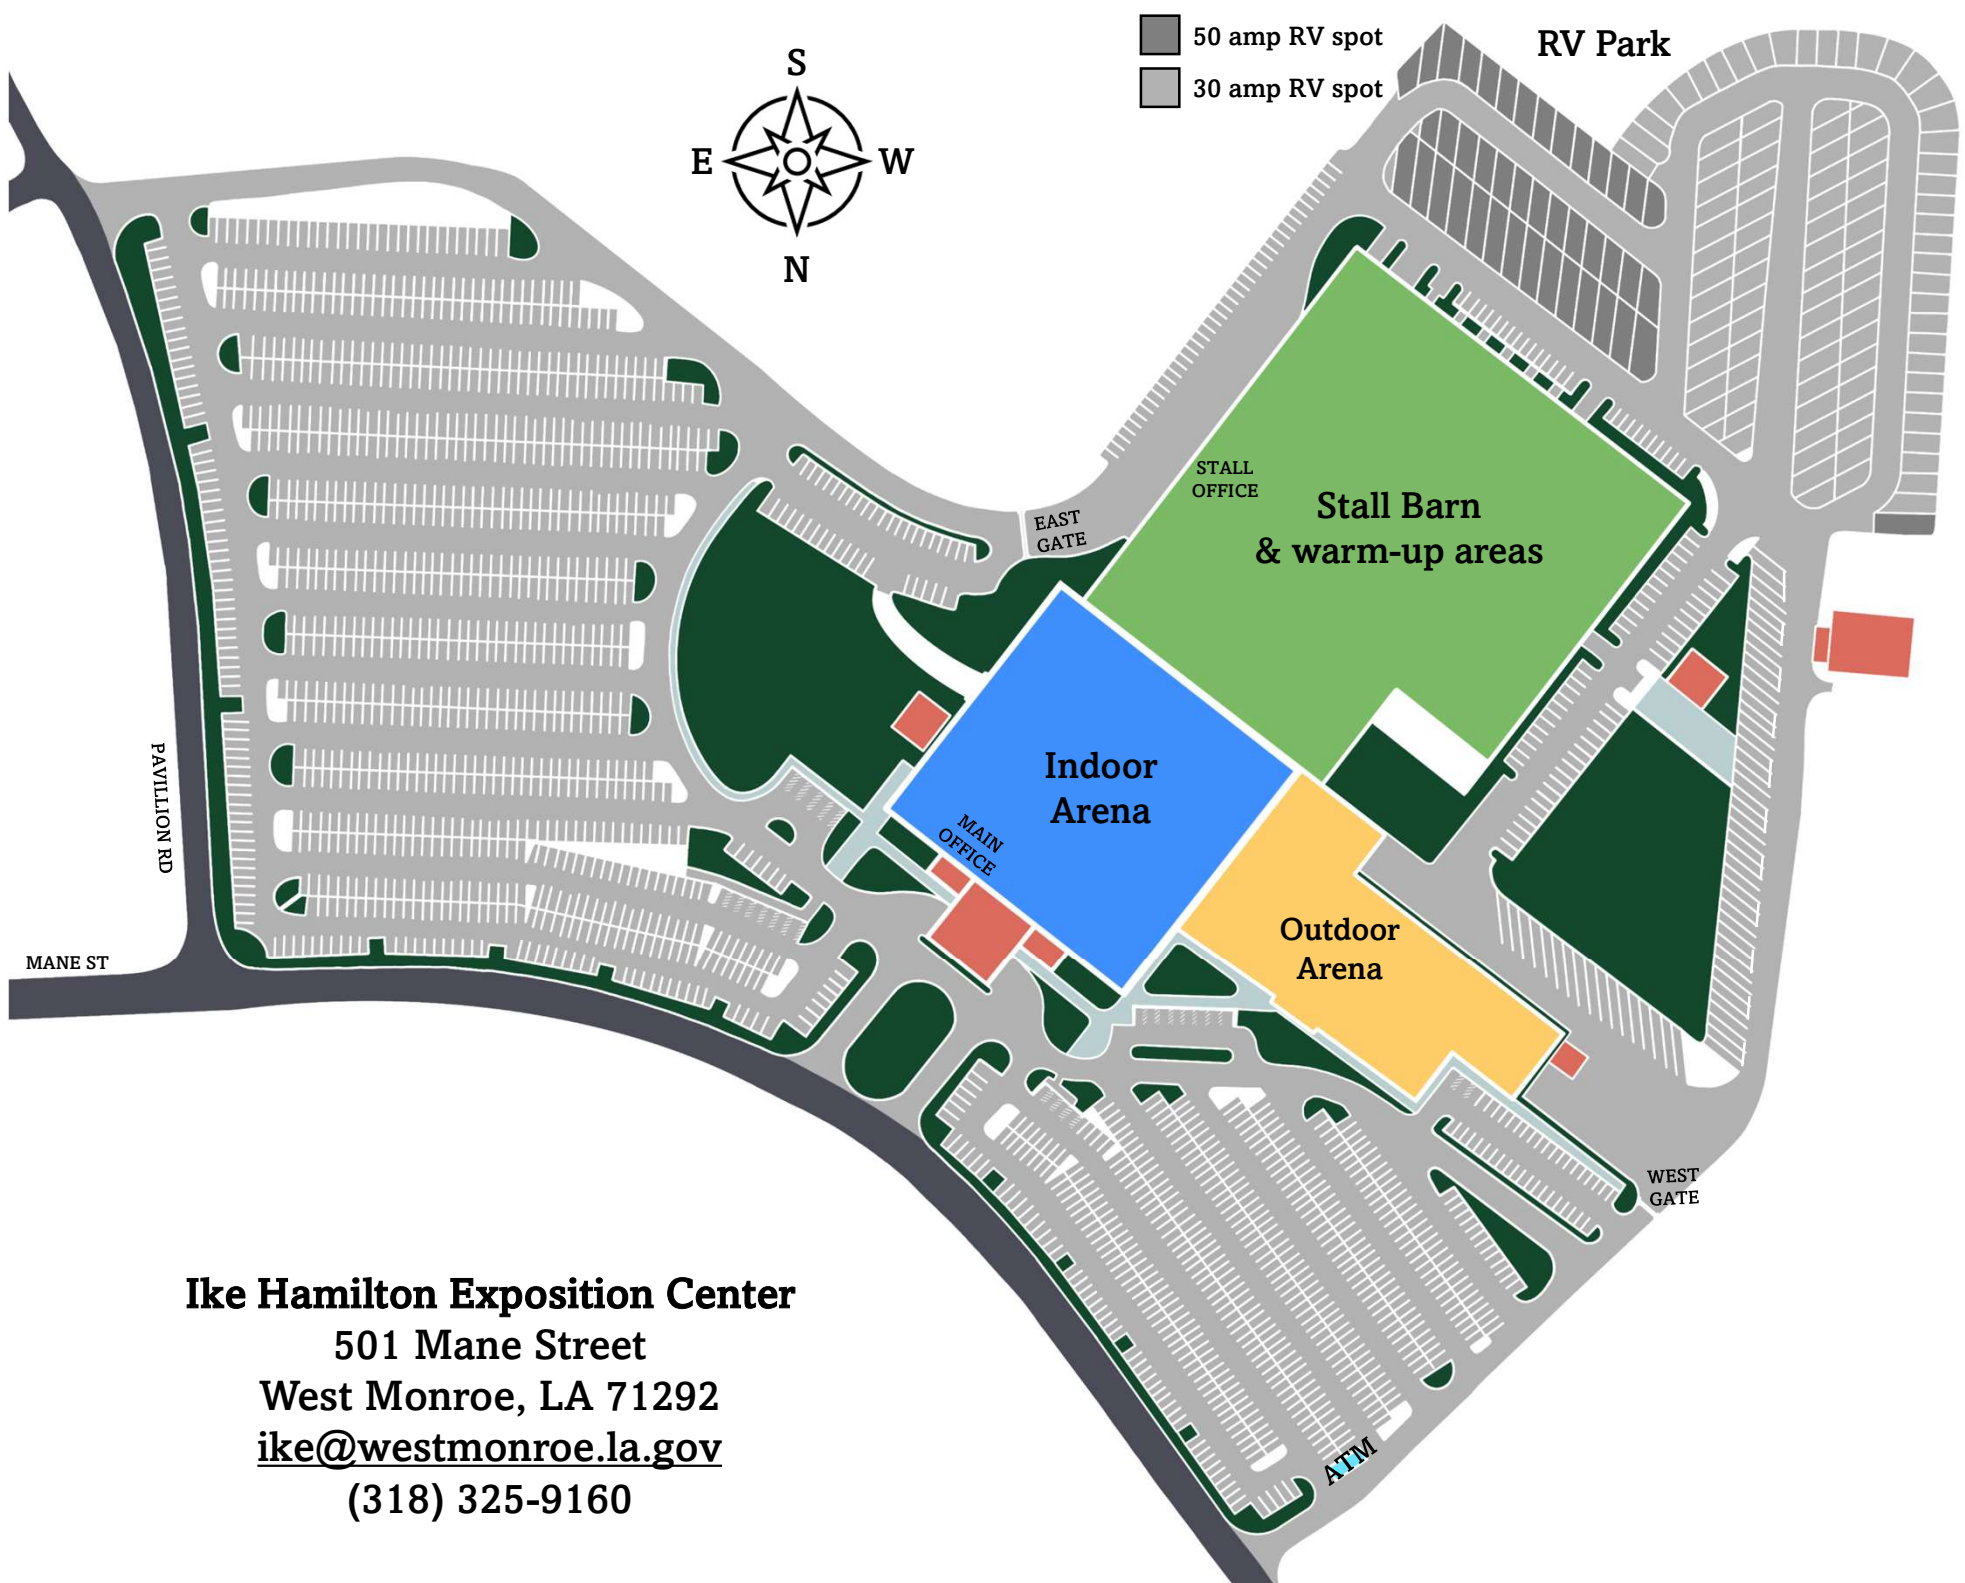 50 amp RV spot
30 amp RV spot
RV Park
S
E
W
N
STALL
OFFICE
Stall Barn
& warm-up areas
EAST
GATE
Indoor
Arena
MAIN
OFFICE
PAVILLION RD
Outdoor
Arena
MANE ST
WEST
GATE
Ike Hamilton Exposition Center
501 Mane Street
West Monroe, LA 71292
ike@westmonroe.la.gov
(318) 325-9160
ATM